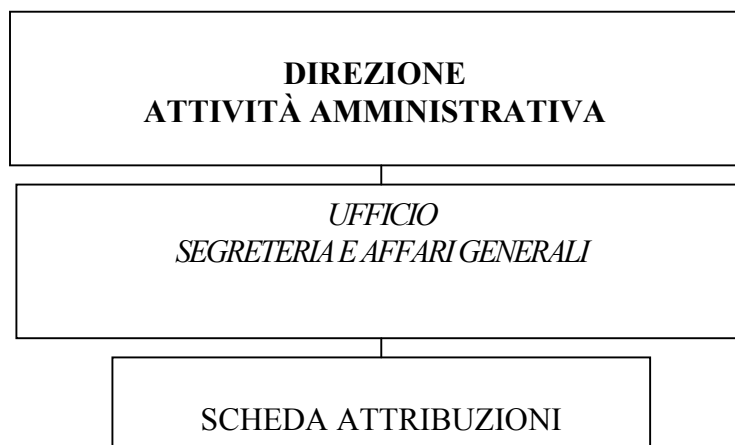 DIREZIONE
ATTIVITÀ AMMINISTRATIVA
UFFICIO
SEGRETERIA E AFFARI GENERALI
SCHEDA ATTRIBUZIONI